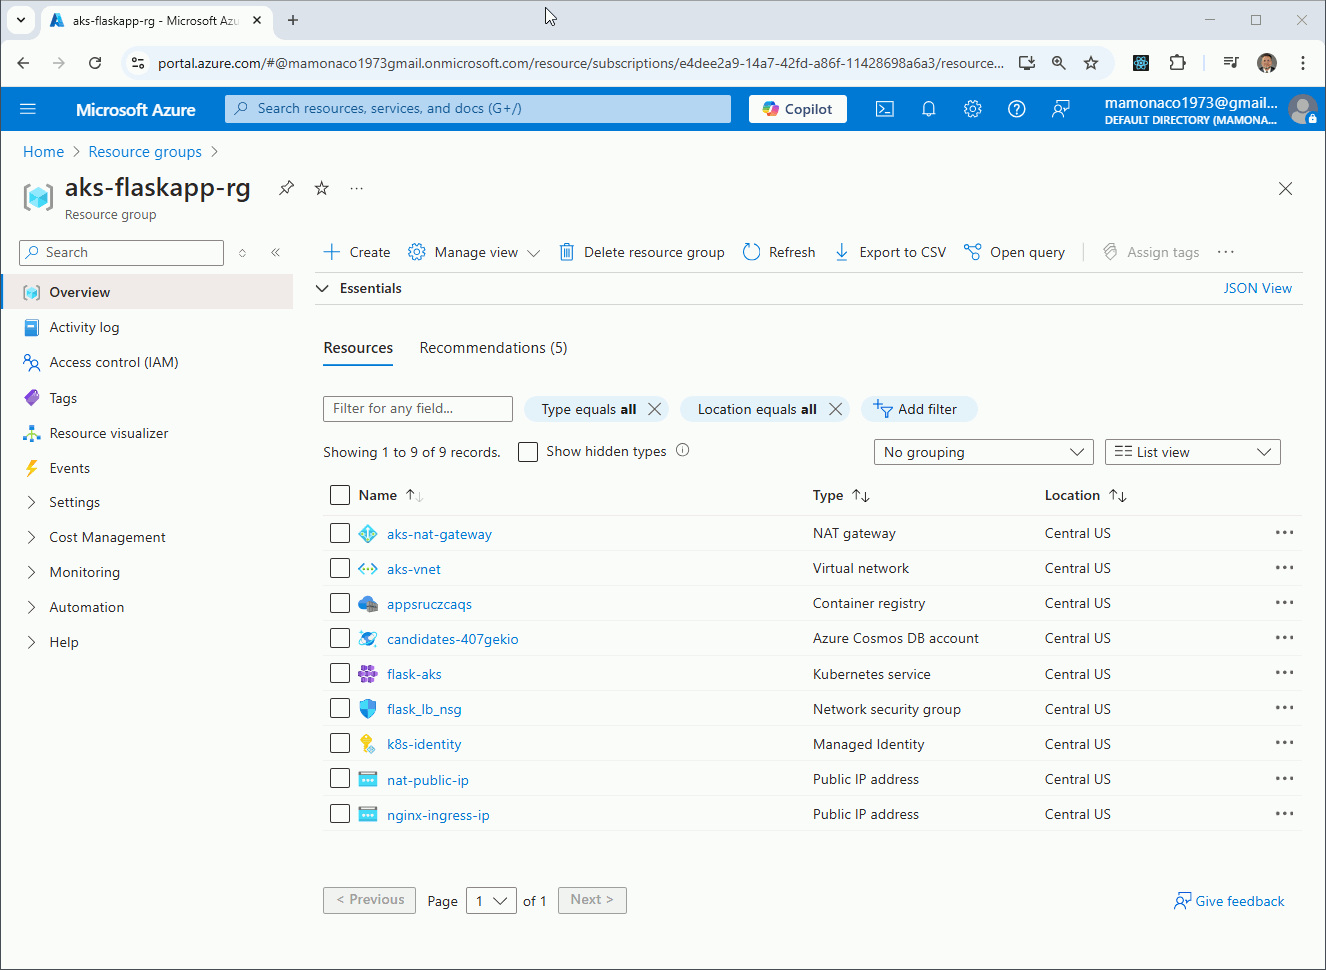 aks-flaskapp-rg - Microsoft Azu
portal.azure.com/#@mamonaco1973gmail.onmicrosoft.com/resource/subscriptions/e4dee2a9-14a7-42fd-a86f-11428698a6a3/resource...
Microsoft Azure
Search resources, services, and docs (G+/)
Copilot
mamonaco1973@gmail...
DEFAULT DIRECTORY (MAMONA...
Home > Resource groups >
aks-flaskapp-rg
Resource group
Search
Create Manage view Delete resource group Refresh Export to CSV Open query Assign tags ...
Overview
Activity log
Access control (IAM)
Tags
Resource visualizer
Events
Settings
Cost Management
Monitoring
Automation
Help
Essentials JSON View
Resources Recommendations (5)
Filter for any field... Type equals all Location equals all Add filter
Showing 1 to 9 of 9 records. Show hidden types No grouping List view
Name Type Location
aks-nat-gateway NAT gateway Central US
aks-vnet Virtual network Central US
appsruczcaqs Container registry Central US
candidates-407gekio Azure Cosmos DB account Central US
flask-aks Kubernetes service Central US
flask_lb_nsg Network security group Central US
k8s-identity Managed Identity Central US
nat-public-ip Public IP address Central US
nginx-ingress-ip Public IP address Central US
< Previous Page 1 of 1 Next > Give feedback